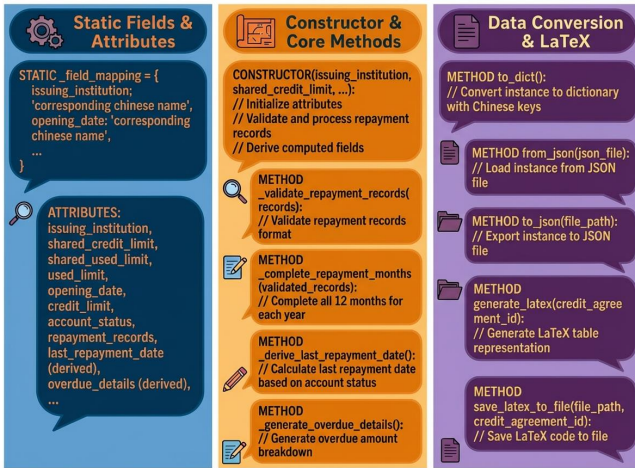 Static Fields &
Attributes
STATIC _field_mapping = {
issuing_institution;
'corresponding chinese name',
opening_date: 'corresponding
chinese name',
...
}
ATTRIBUTES:
issuing_institution,
shared_credit_limit,
shared_used_limit,
used_limit,
opening_date,
credit_limit,
account_status,
repayment_records,
last_repayment_date
(derived),
overdue_details (derived),
...
Constructor &
Core Methods
CONSTRUCTOR(issuing_institution,
shared_credit_limit, ...):
// Initialize attributes
// Validate and process repayment
records
// Derive computed fields
METHOD
_validate_repayment_records(
records):
// Validate repayment records
format
METHOD
_complete_repayment_months
(validated_records):
// Complete all 12 months for
each year
METHOD
_derive_last_repayment_date():
// Calculate last repayment date
based on account status
METHOD
_generate_overdue_details():
// Generate overdue amount
breakdown
Data Conversion
& LaTeX
METHOD to_dict():
// Convert instance to dictionary
with Chinese keys
METHOD from_json(json_file):
// Load instance from JSON
file
METHOD to_json(file_path):
// Export instance to JSON
file
METHOD
generate_latex(credit_agree
ment_id):
// Generate LaTeX table
representation
METHOD
save_latex_to_file(file_path,
credit_agreement_id):
// Save LaTeX code to file